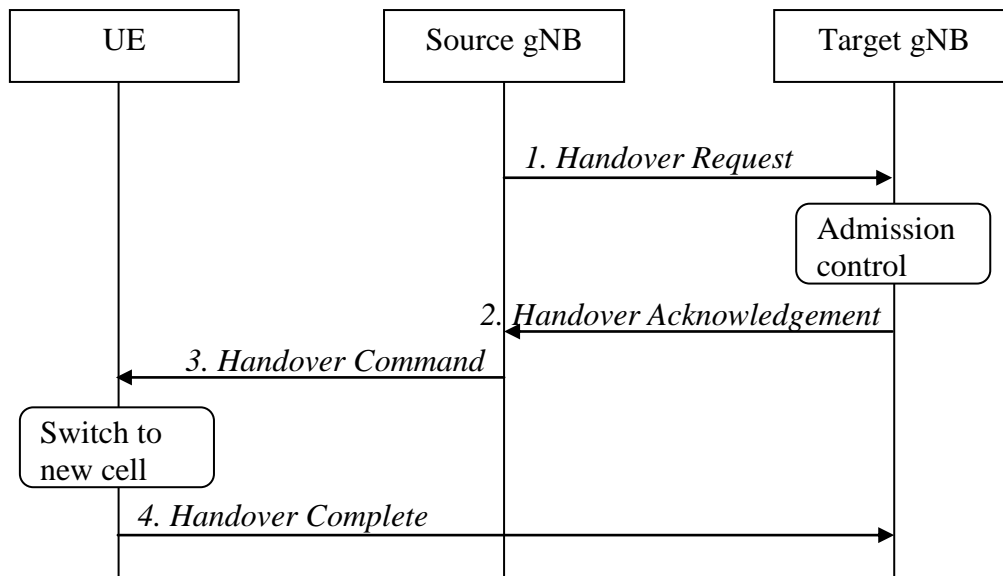 UE
Source gNB
Target gNB
1. Handover Request
Admission
control
2. Handover Acknowledgement
3. Handover Command
Switch to
new cell
4. Handover Complete